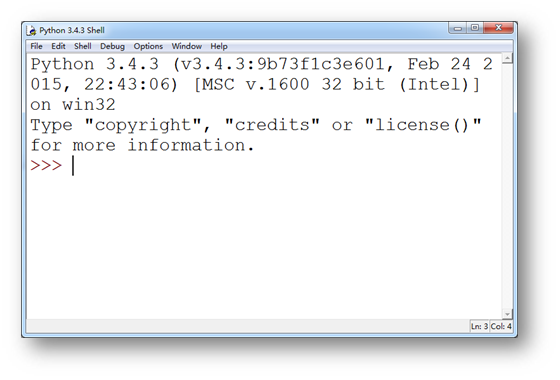 Python 3.4.3 Shell
File Edit Shell Debug Options Window Help
Python 3.4.3 (v3.4.3:9b73f1c3e601, Feb 24 2
015, 22:43:06) [MSC v.1600 32 bit (Intel)]
on win32
Type "copyright", "credits" or "license()"
for more information.
>>>
Ln: 3 Col: 4